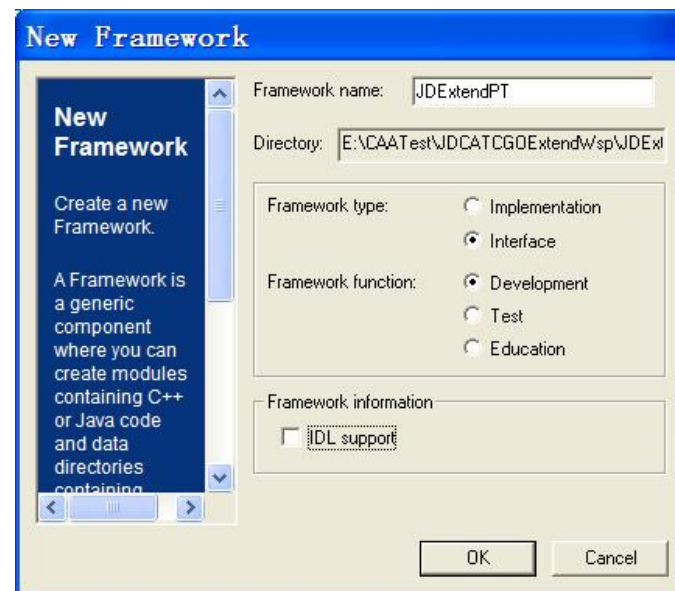 New Framework
New
Framework
Create a new
Framework.
A Framework is
a generic
component
where you can
create modules
containing C++
or Java code
and data
directories
containing
Framework name: JDExtendPT
Directory: E:\CAATest\JDCATCGOExtendWsp\JDEx
Framework type:
Implementation
Interface
Framework function:
Development
Test
Education
Framework information
IDL support
OK
Cancel